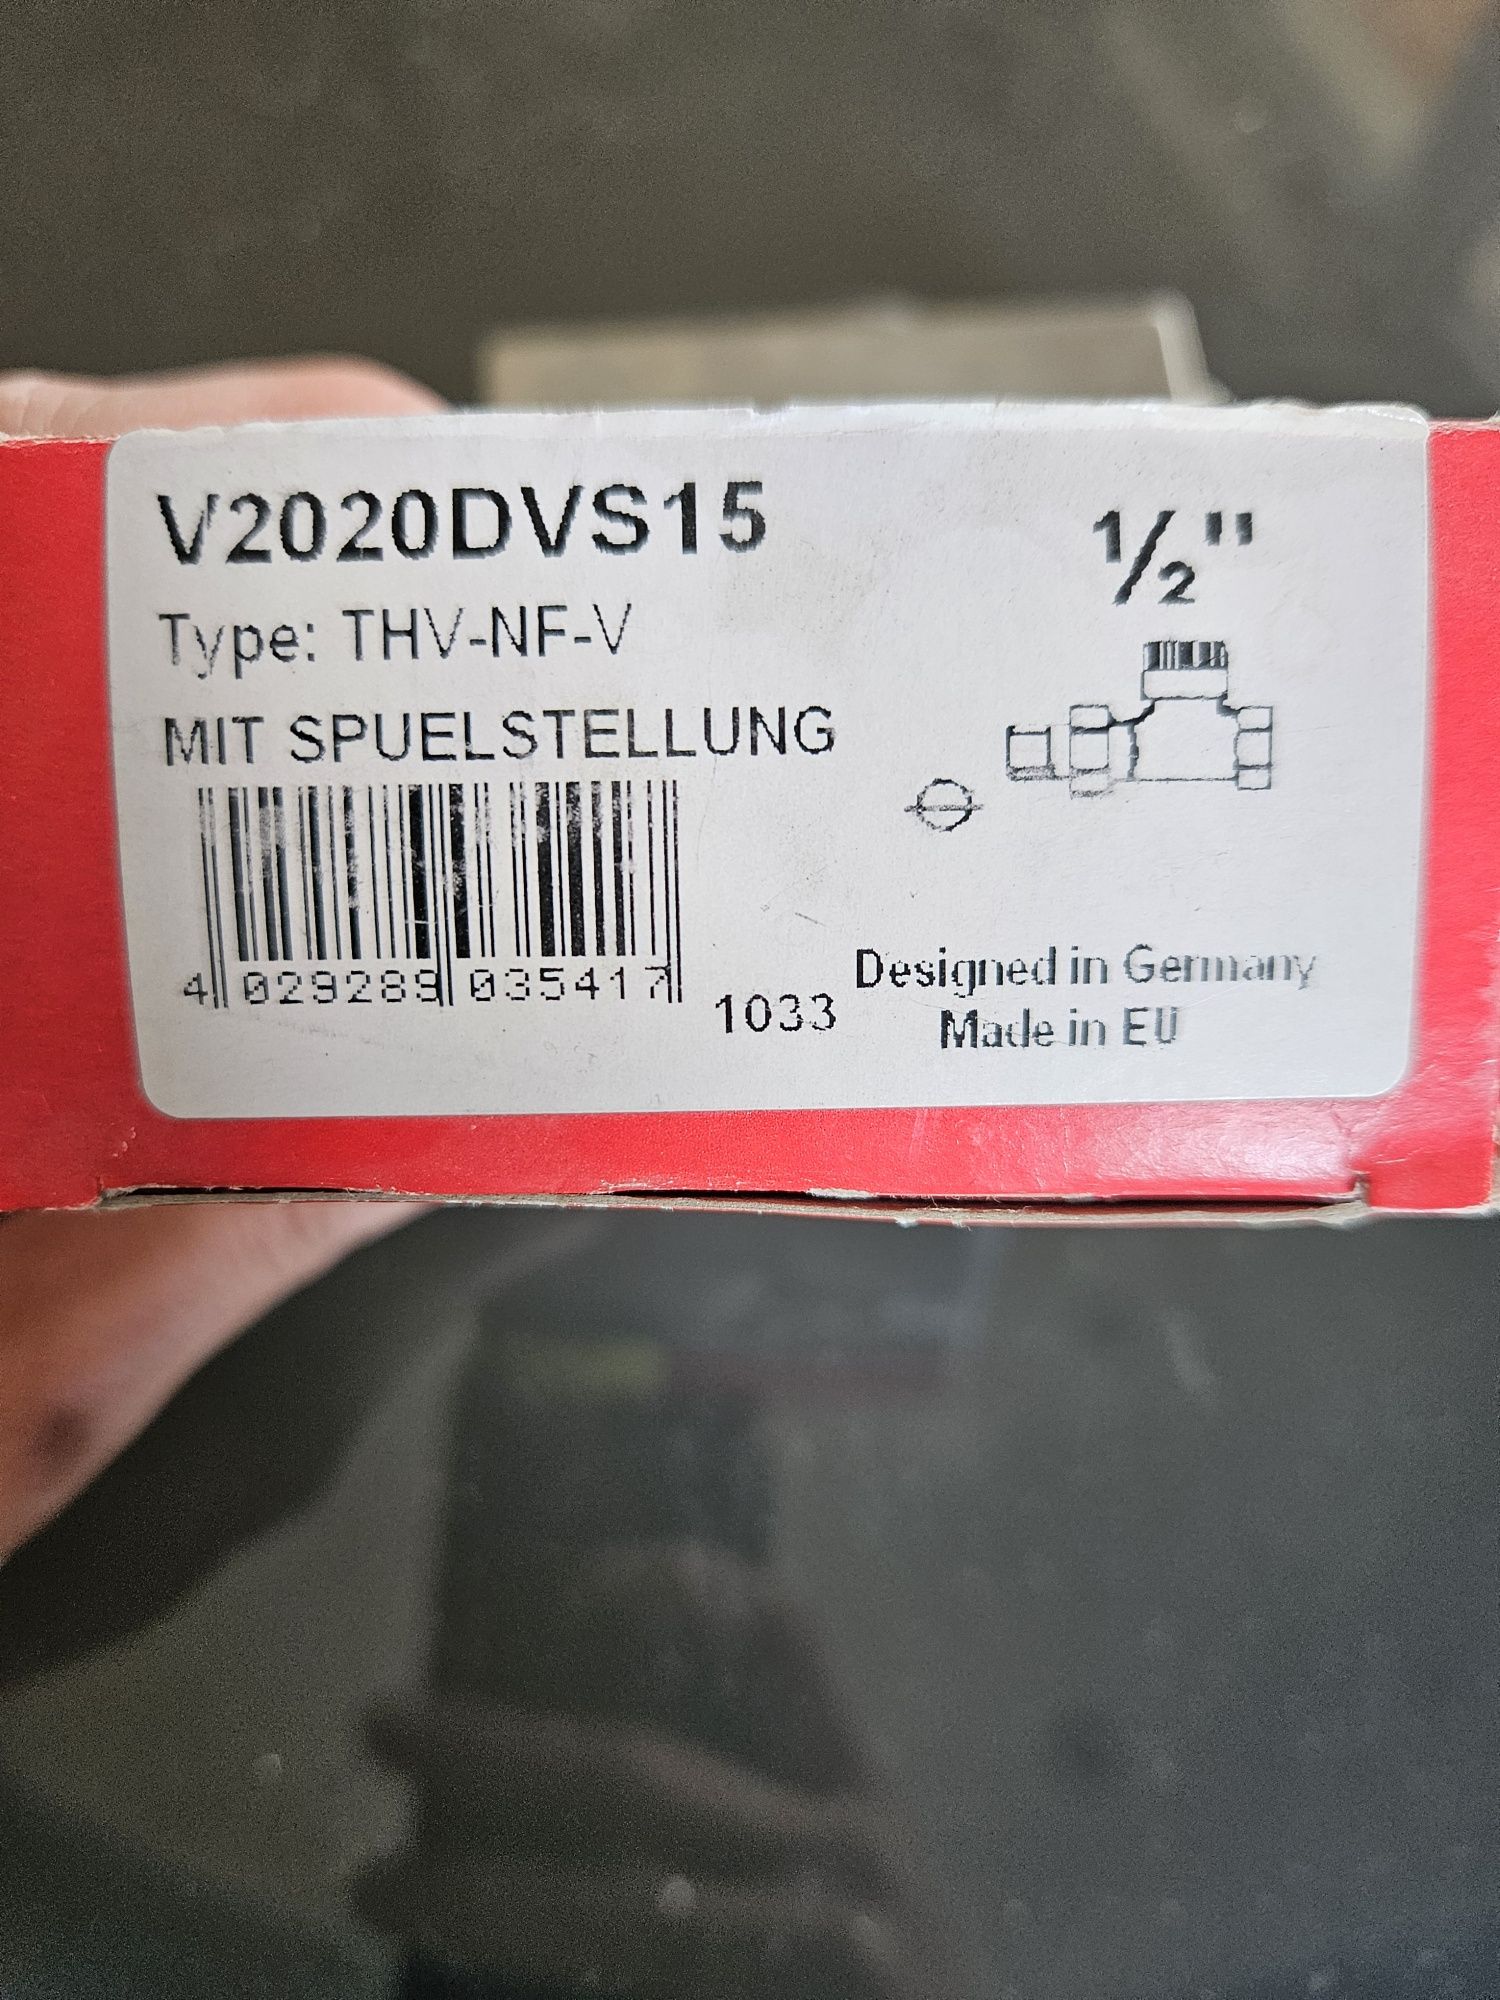 V2020DVS15
1/2"
Type: THV-NF-V
MIT SPUELSTELLUNG
4 029289 035417
1033
Designed in Germany
Made in EU